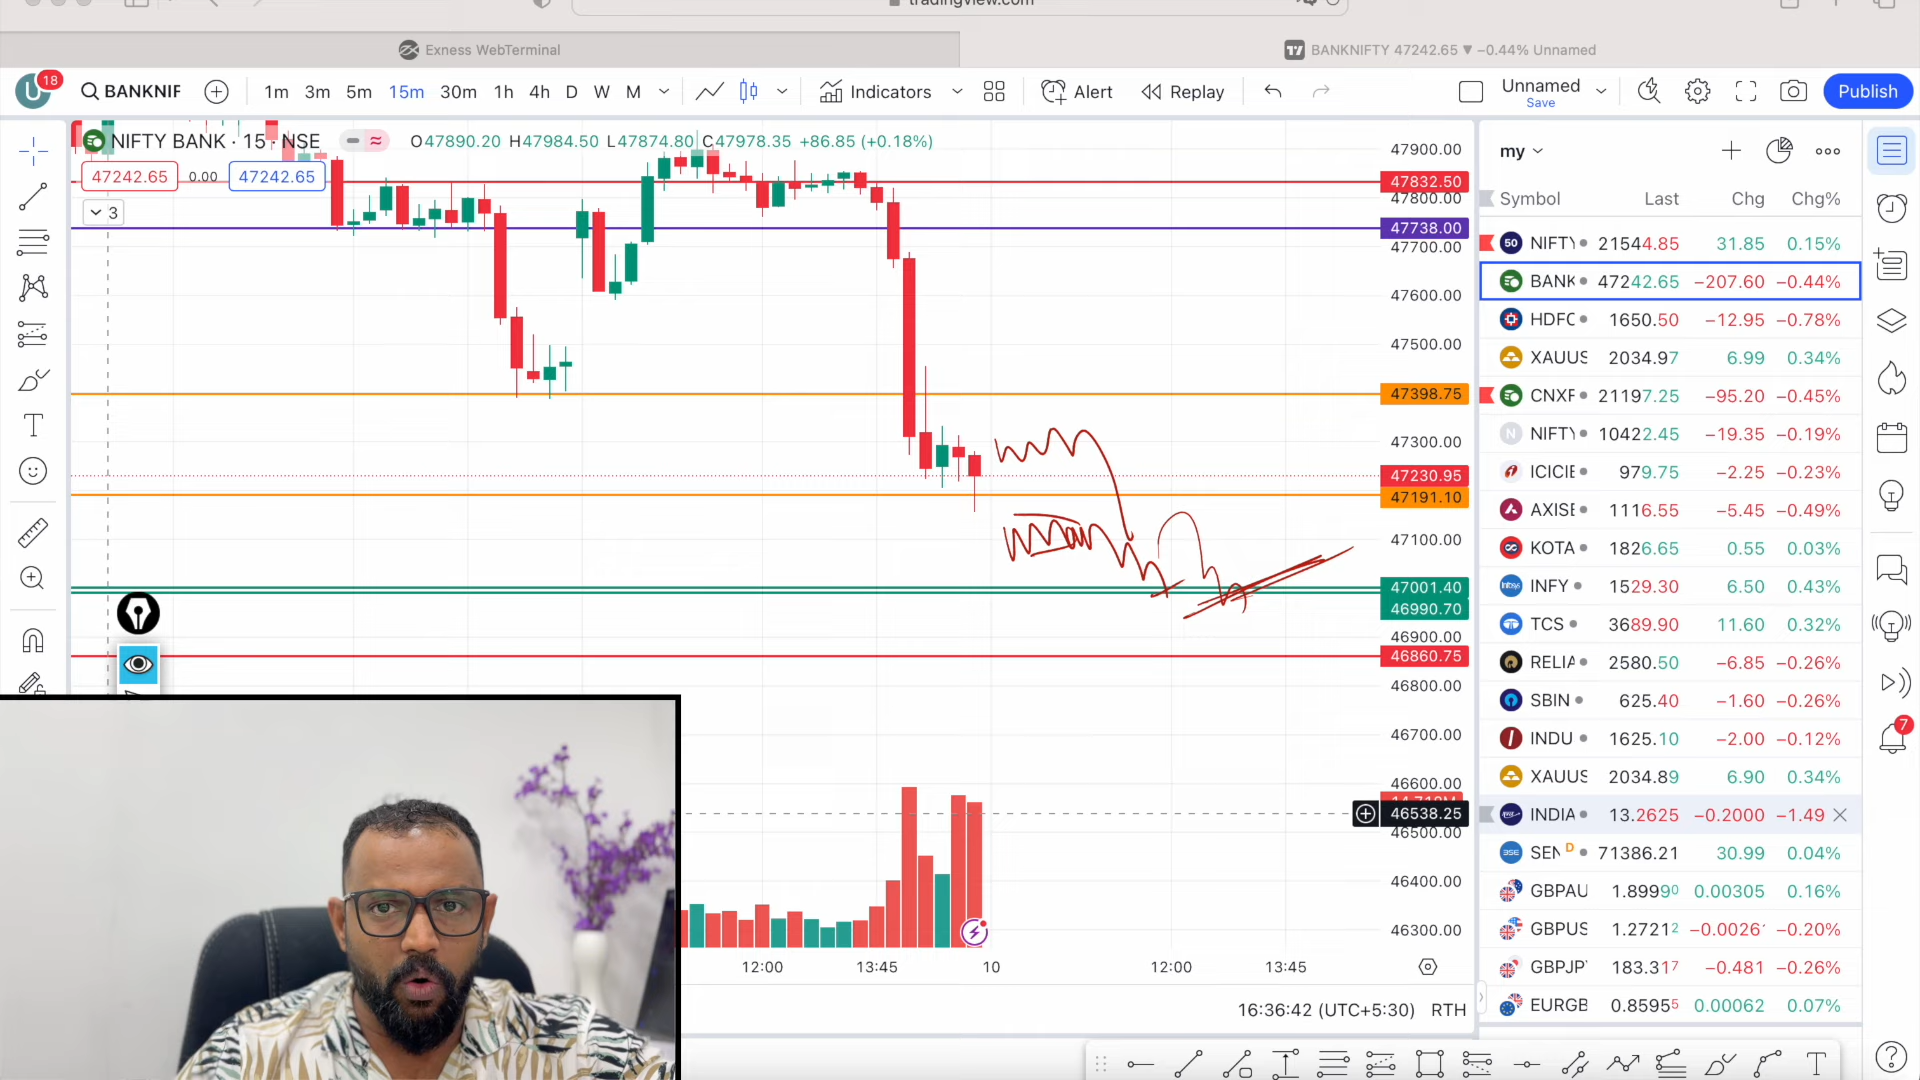 tradingview.com
Exness WebTerminal
BANKNIFTY 47242.65 ▼ −0.44% Unnamed
U 18 BANKNIF 1m 3m 5m 15m 30m 1h 4h D W M Indicators Alert Replay Unnamed Save Publish
NIFTY BANK · 15 · NSE O47890.20 H47984.50 L47874.80 C47978.35 +86.85 (+0.18%)
47242.65 0.00 47242.65
3
47900.00
47832.50
47800.00
47738.00
47700.00
47600.00
47500.00
47398.75
47300.00
47230.95
47191.10
47100.00
47001.40
46990.70
46900.00
46860.75
46800.00
46700.00
46600.00
46538.25
46500.00
46400.00
46300.00
12:00 13:45 10 12:00 13:45
16:36:42 (UTC+5:30) RTH
my
Symbol Last Chg Chg%
50 NIFTY 21544.85 31.85 0.15%
BANK 47242.65 −207.60 −0.44%
HDFC 1650.50 −12.95 −0.78%
XAUUS 2034.97 6.99 0.34%
CNXF 21197.25 −95.20 −0.45%
N NIFTY 10422.45 −19.35 −0.19%
ICICIE 979.75 −2.25 −0.23%
AXISE 1116.55 −5.45 −0.49%
KOTA 1826.65 0.55 0.03%
INFY 1529.30 6.50 0.43%
TCS 3689.90 11.60 0.32%
RELIA 2580.50 −6.85 −0.26%
SBIN 625.40 −1.60 −0.26%
INDU 1625.10 −2.00 −0.12%
XAUUS 2034.89 6.90 0.34%
INDIA 13.2625 −0.2000 −1.49
BSE SEN D 71386.21 30.99 0.04%
GBPAU 1.89990 0.00305 0.16%
GBPUS 1.27212 −0.0026 −0.20%
GBPJP 183.317 −0.481 −0.26%
EURGB 0.85955 0.00062 0.07%
7